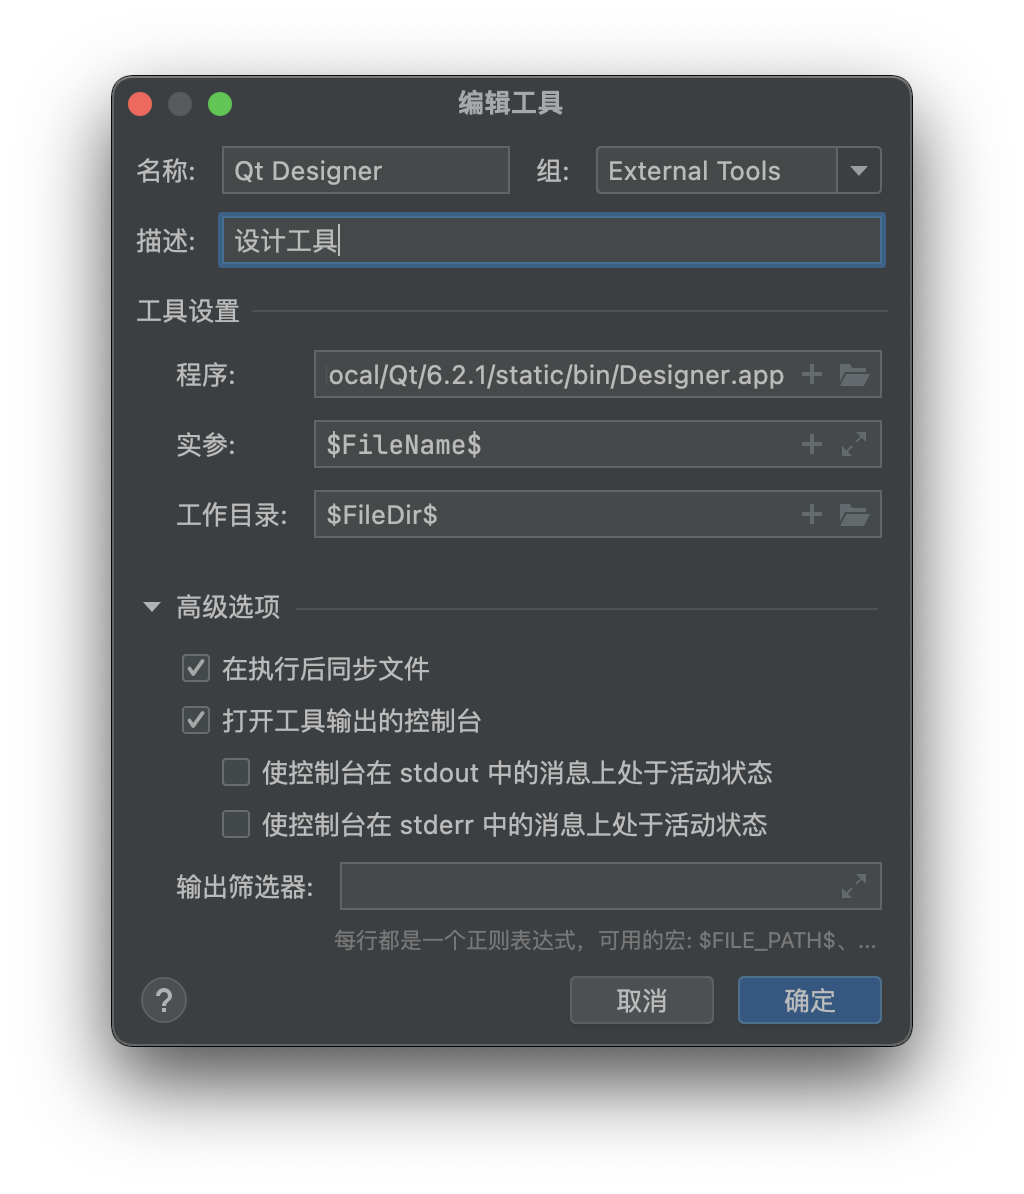 编辑工具
名称: Qt Designer 组: External Tools
描述: 设计工具
工具设置
程序: ocal/Qt/6.2.1/static/bin/Designer.app
实参: $FileName$
工作目录: $FileDir$
高级选项
在执行后同步文件
打开工具输出的控制台
使控制台在 stdout 中的消息上处于活动状态
使控制台在 stderr 中的消息上处于活动状态
输出筛选器:
每行都是一个正则表达式，可用的宏: $FILE_PATH$、...
? 取消 确定